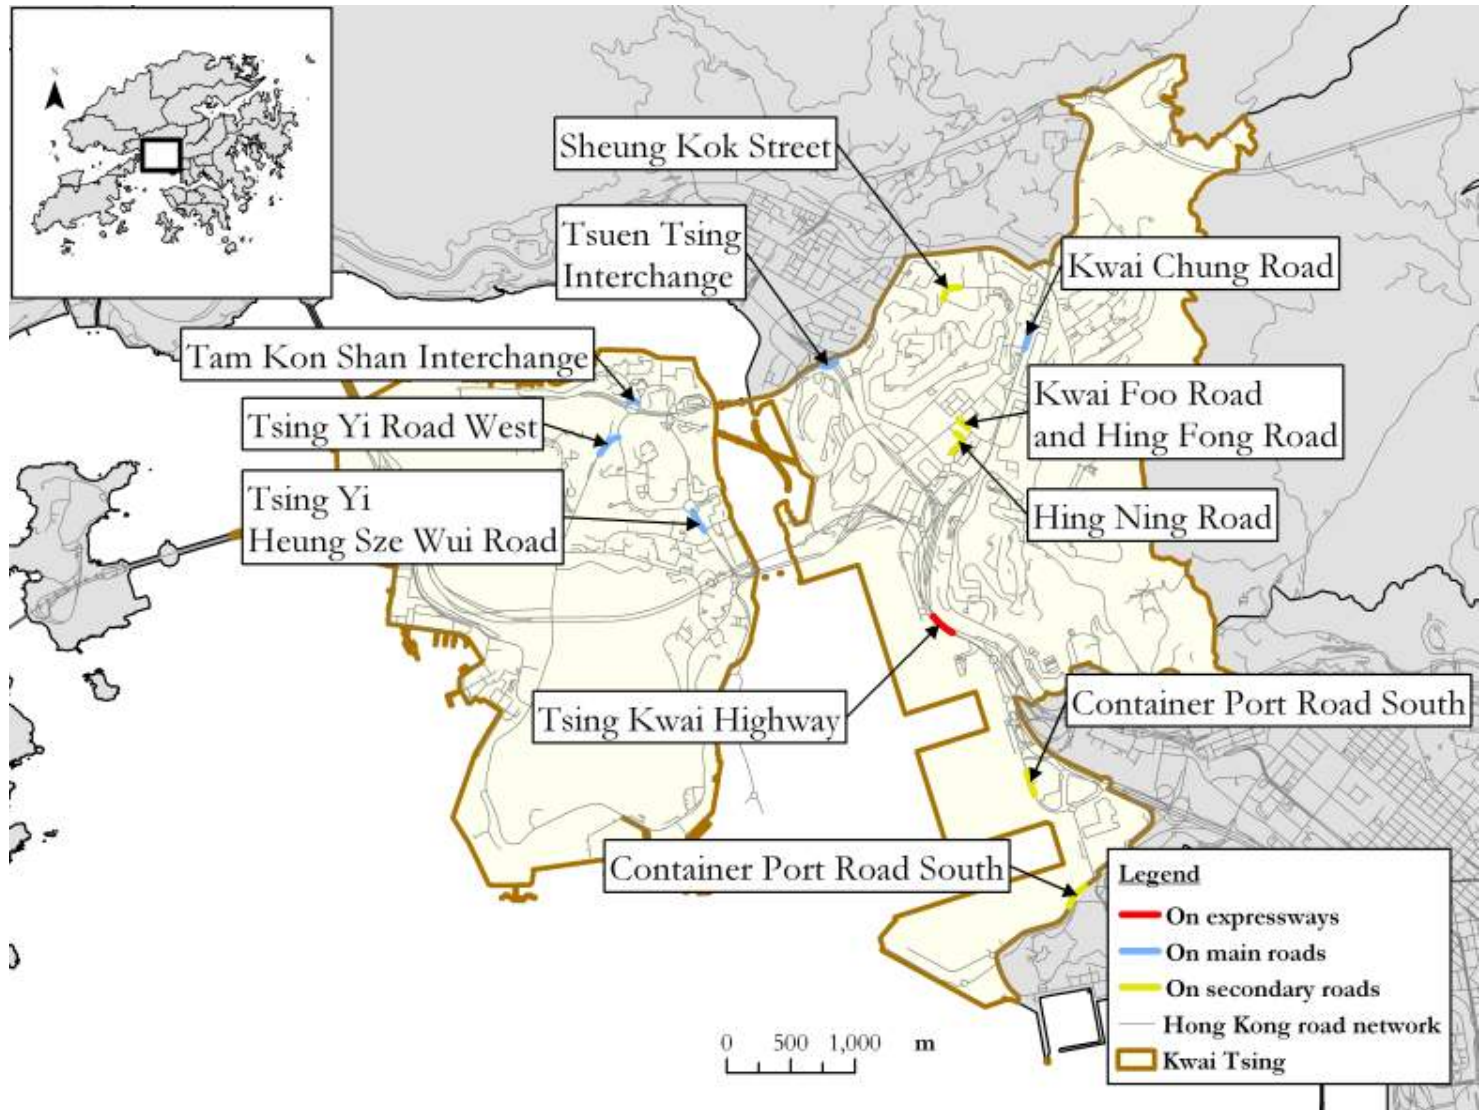 N
Sheung Kok Street
Tsuen Tsing
Interchange
Kwai Chung Road
Tam Kon Shan Interchange
Kwai Foo Road
and Hing Fong Road
Tsing Yi Road West
Tsing Yi
Heung Sze Wui Road
Hing Ning Road
Tsing Kwai Highway
Container Port Road South
Container Port Road South
Legend
On expressways
On main roads
On secondary roads
Hong Kong road network
Kwai Tsing
0 500 1,000 m